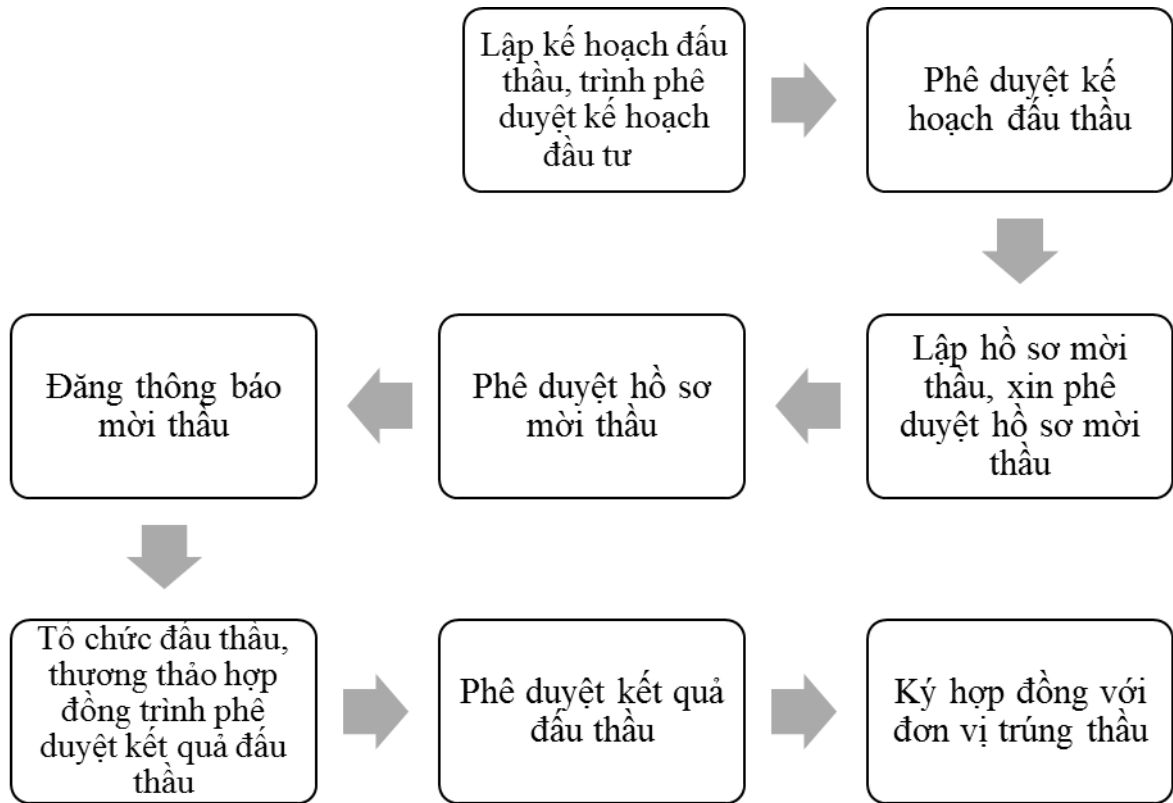 Lập kế hoạch đấu
thầu, trình phê
duyệt kế hoạch
đầu tư
Phê duyệt kế
hoạch đấu thầu
Lập hồ sơ mời
thầu, xin phê
duyệt hồ sơ mời
thầu
Phê duyệt hồ sơ
mời thầu
Đăng thông báo
mời thầu
Tổ chức đấu thầu,
thương thảo hợp
đồng trình phê
duyệt kết quả đấu
thầu
Phê duyệt kết quả
đấu thầu
Ký hợp đồng với
đơn vị trúng thầu